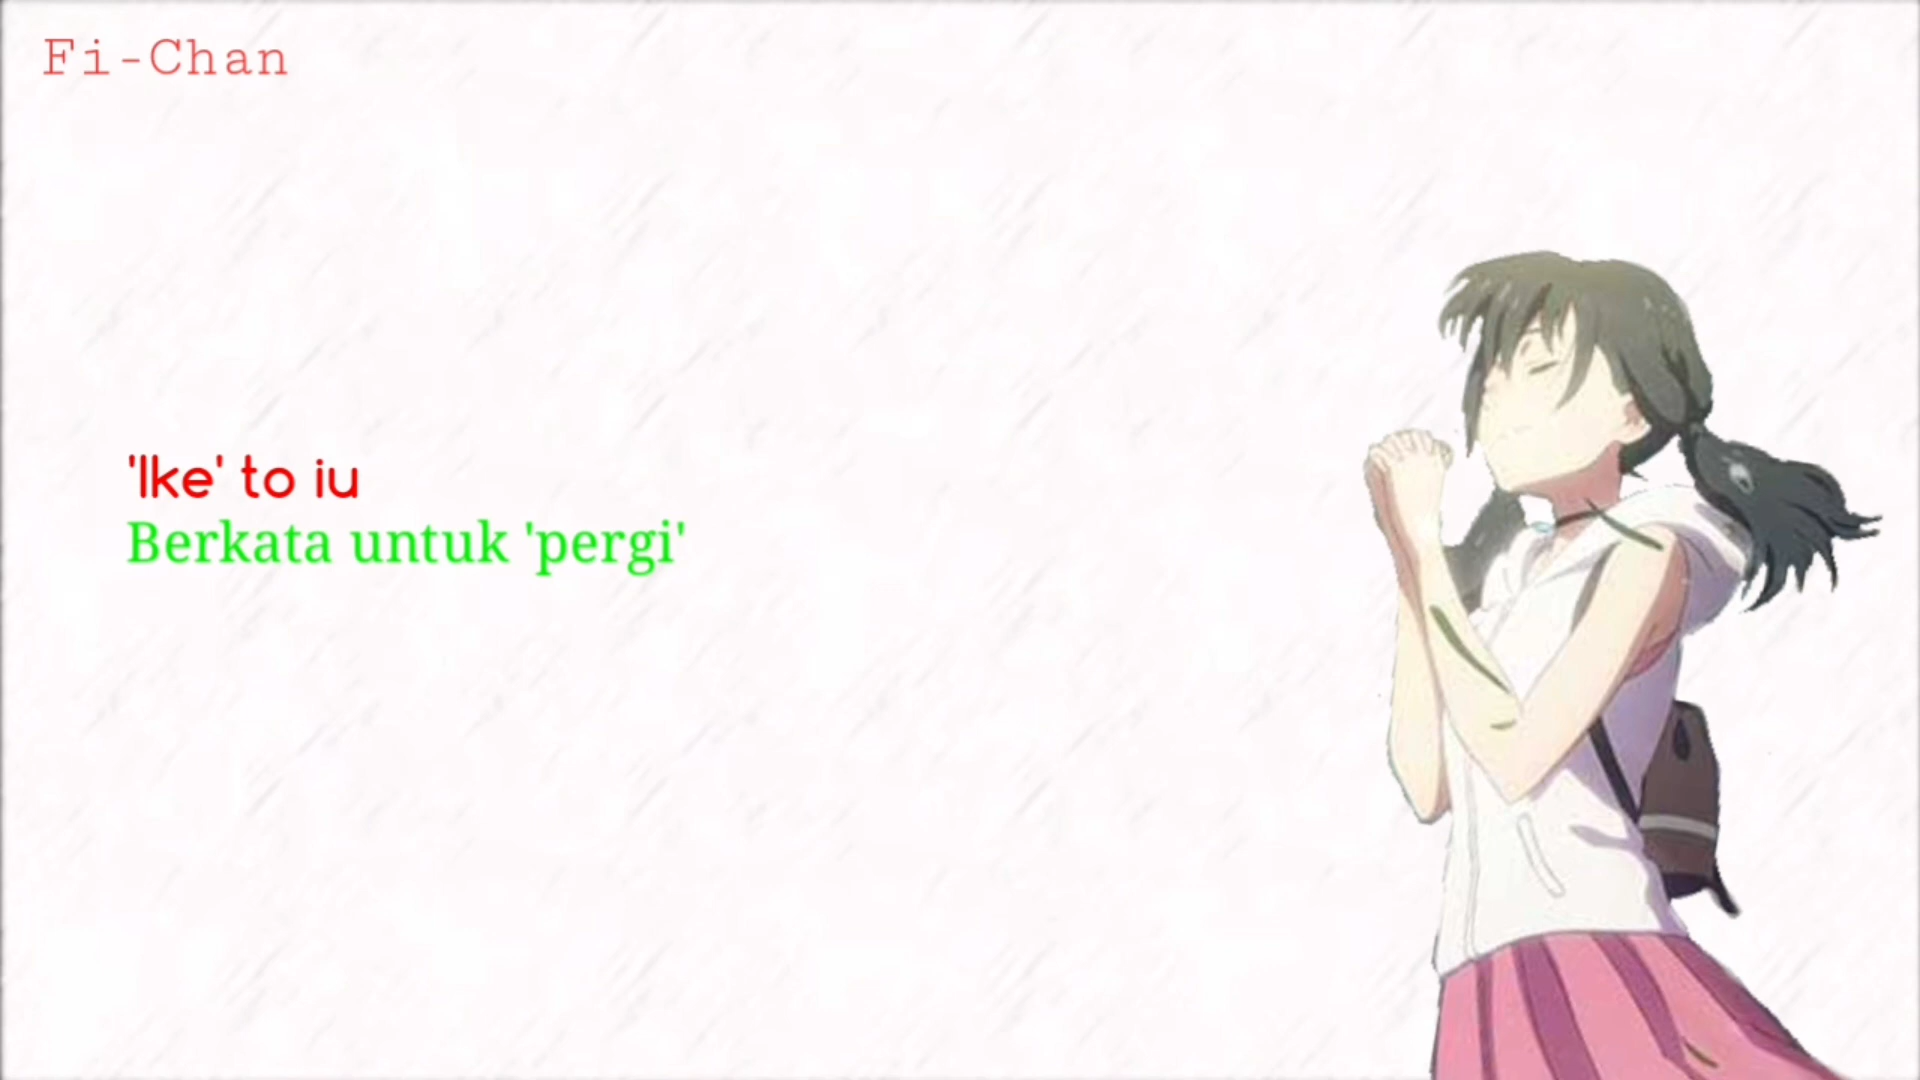 Fi-Chan
'Ike' to iu
Berkata untuk 'pergi'